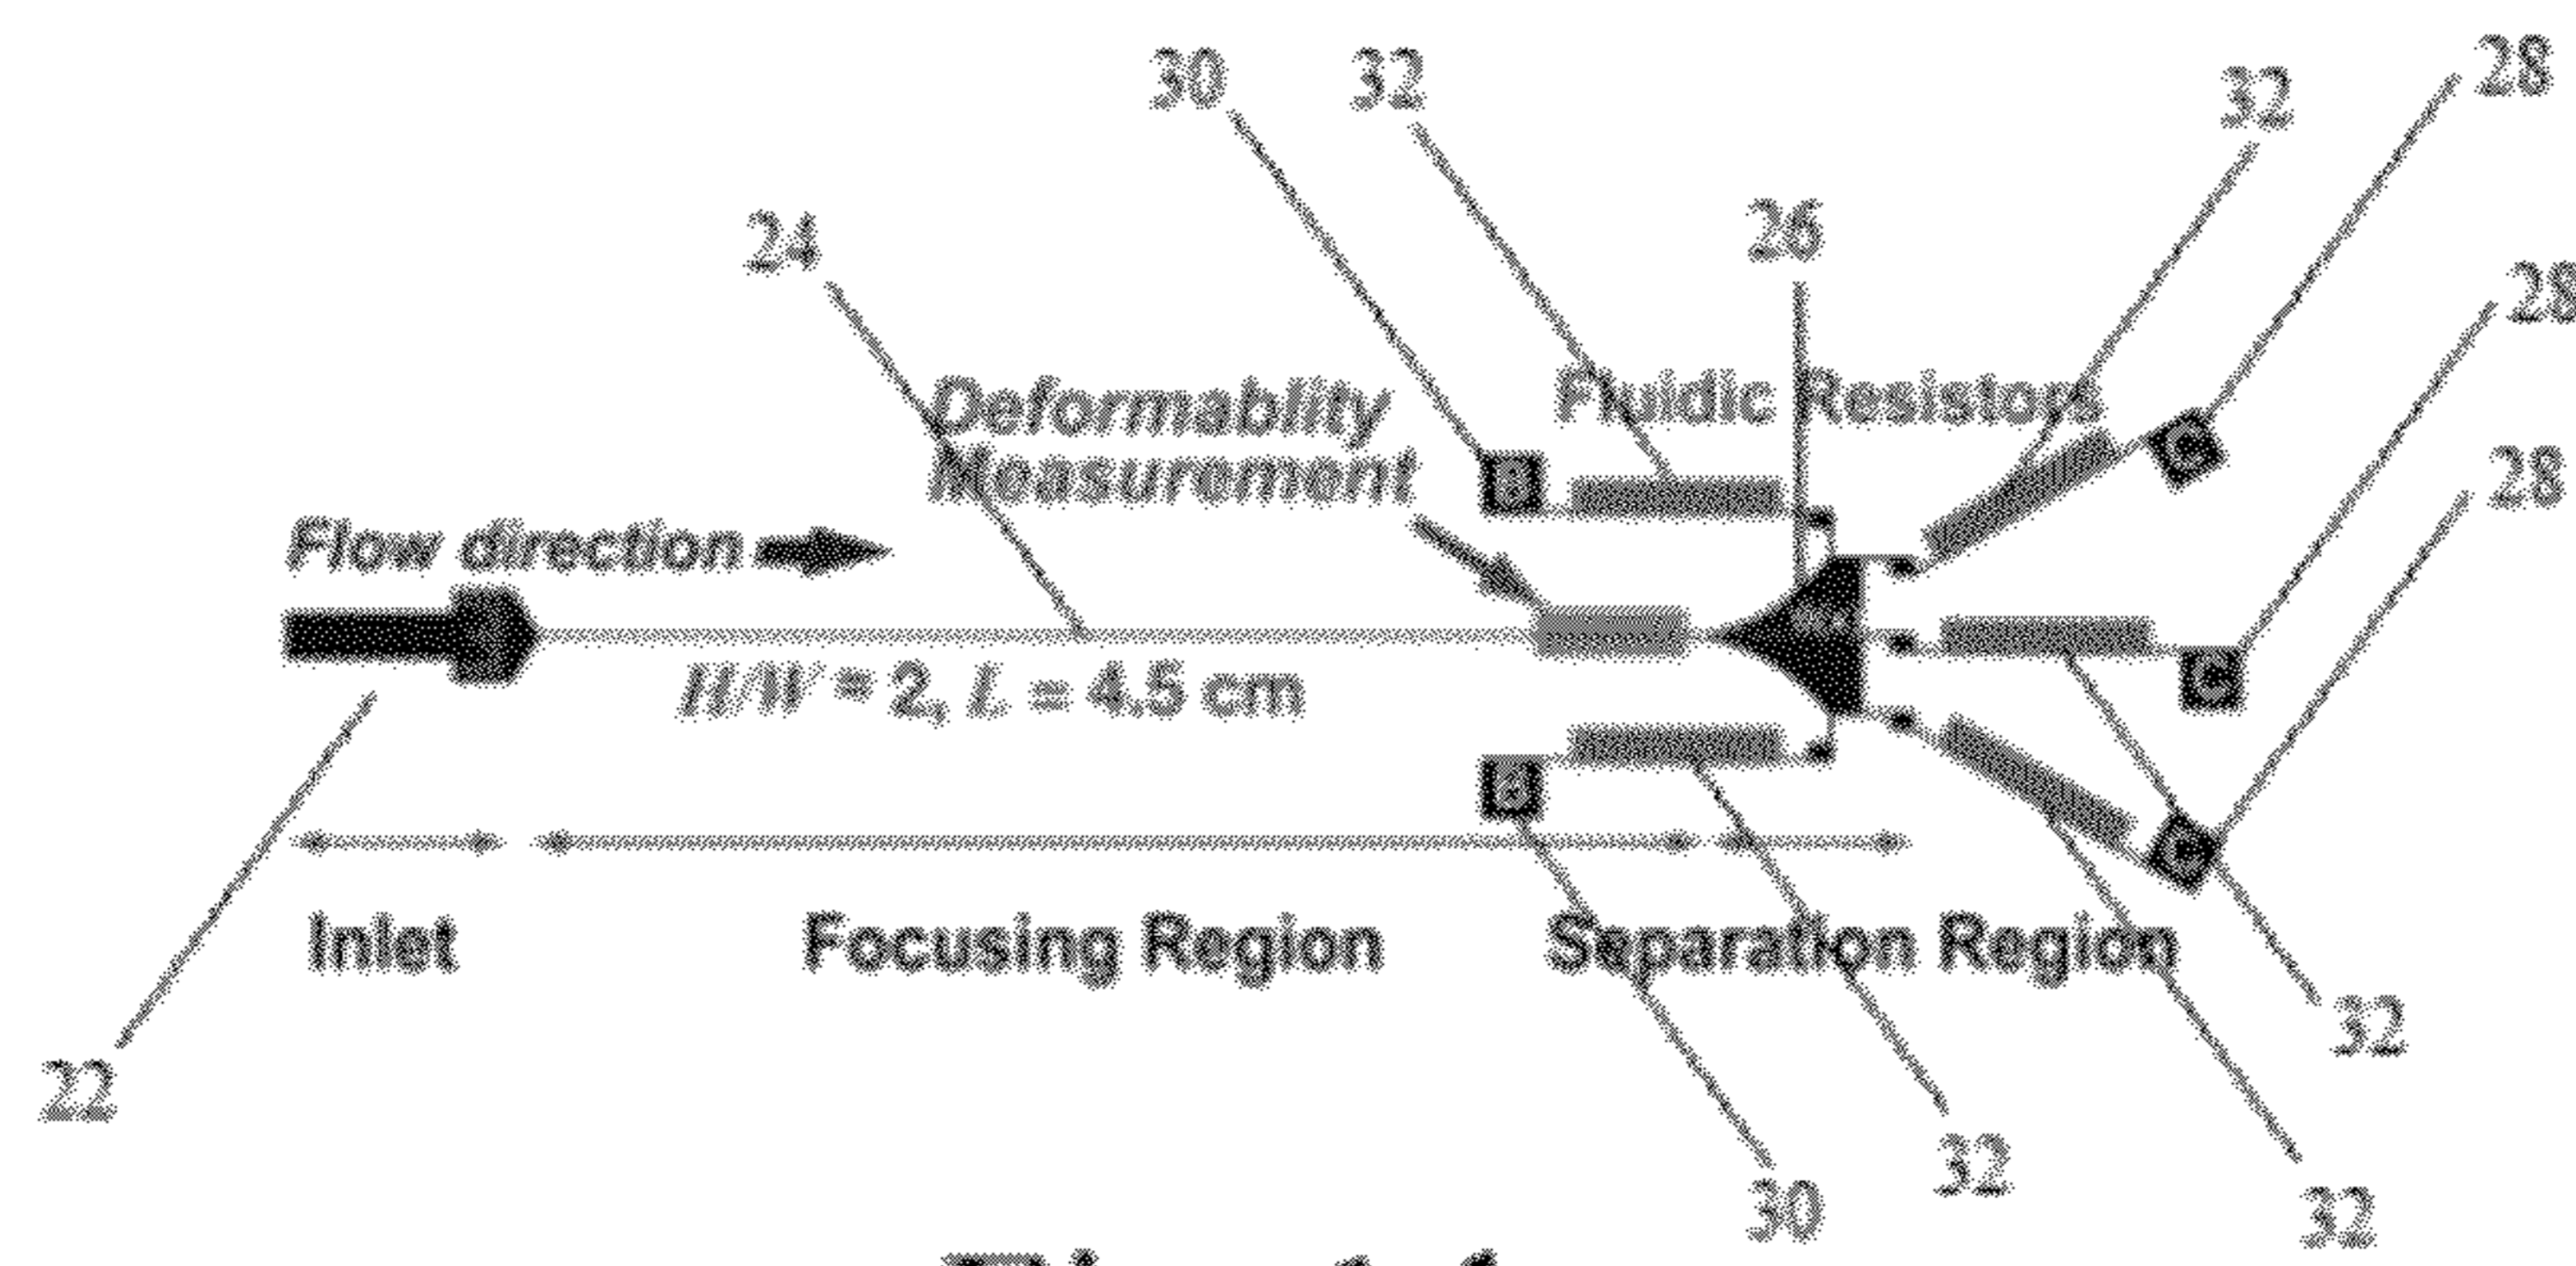 30 32 32 28
24 26
28
Deformablity Fluidic Resistors
Measurement
28
B
C
Flow direction
H/W = 2, L = 4.5 cm
C
C
Inlet Focusing Region Separation Region
32
22
32
30 32